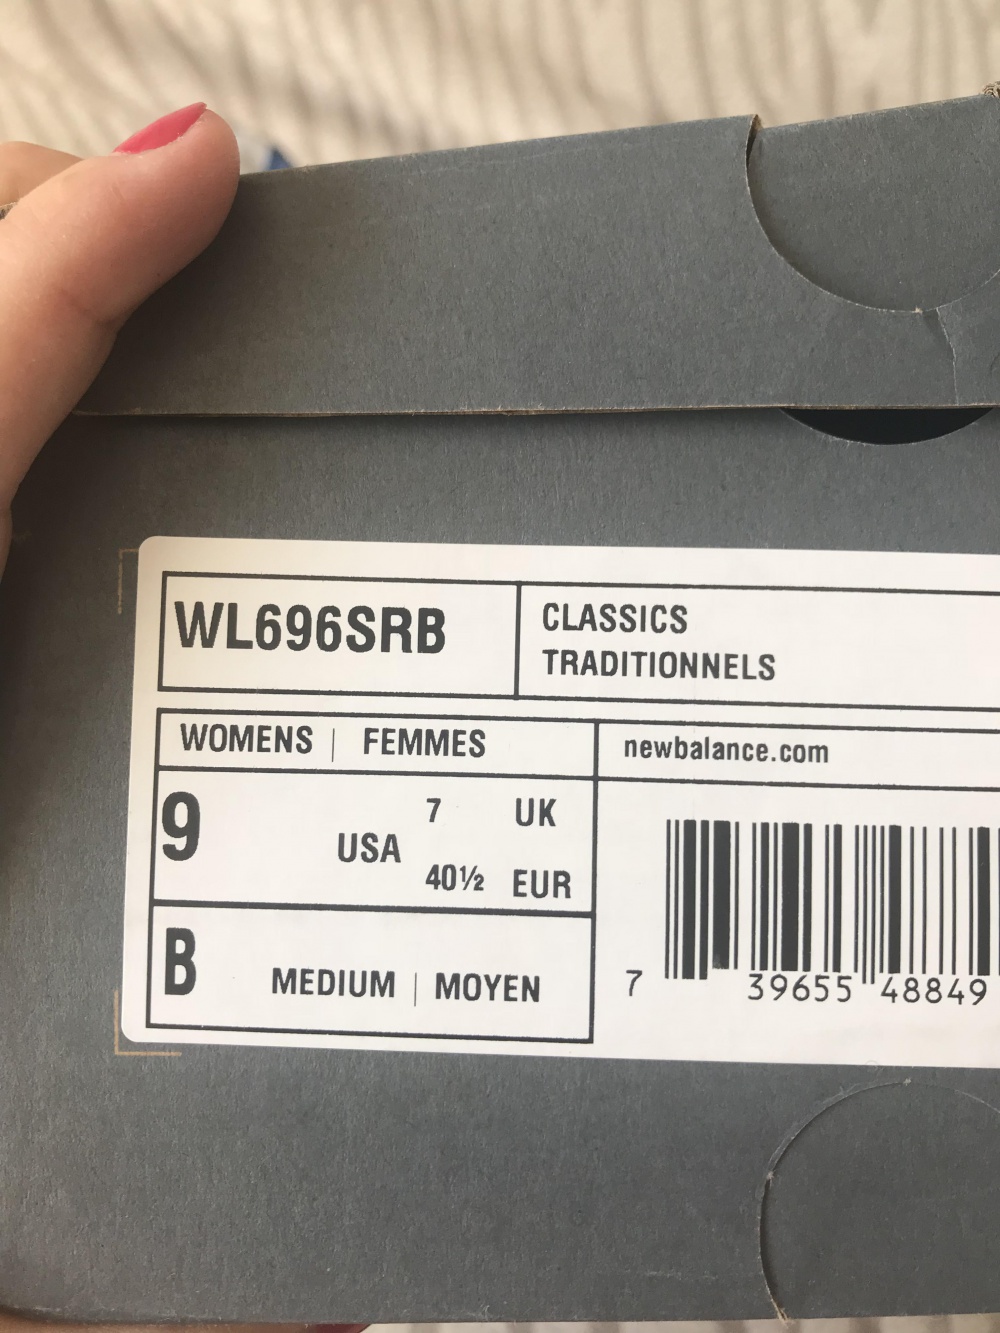 WL696SRB
CLASSICS
TRADITIONNELS
WOMENS | FEMMES
newbalance.com
9 USA
7 UK
40½ EUR
B MEDIUM | MOYEN
7 39655 48849